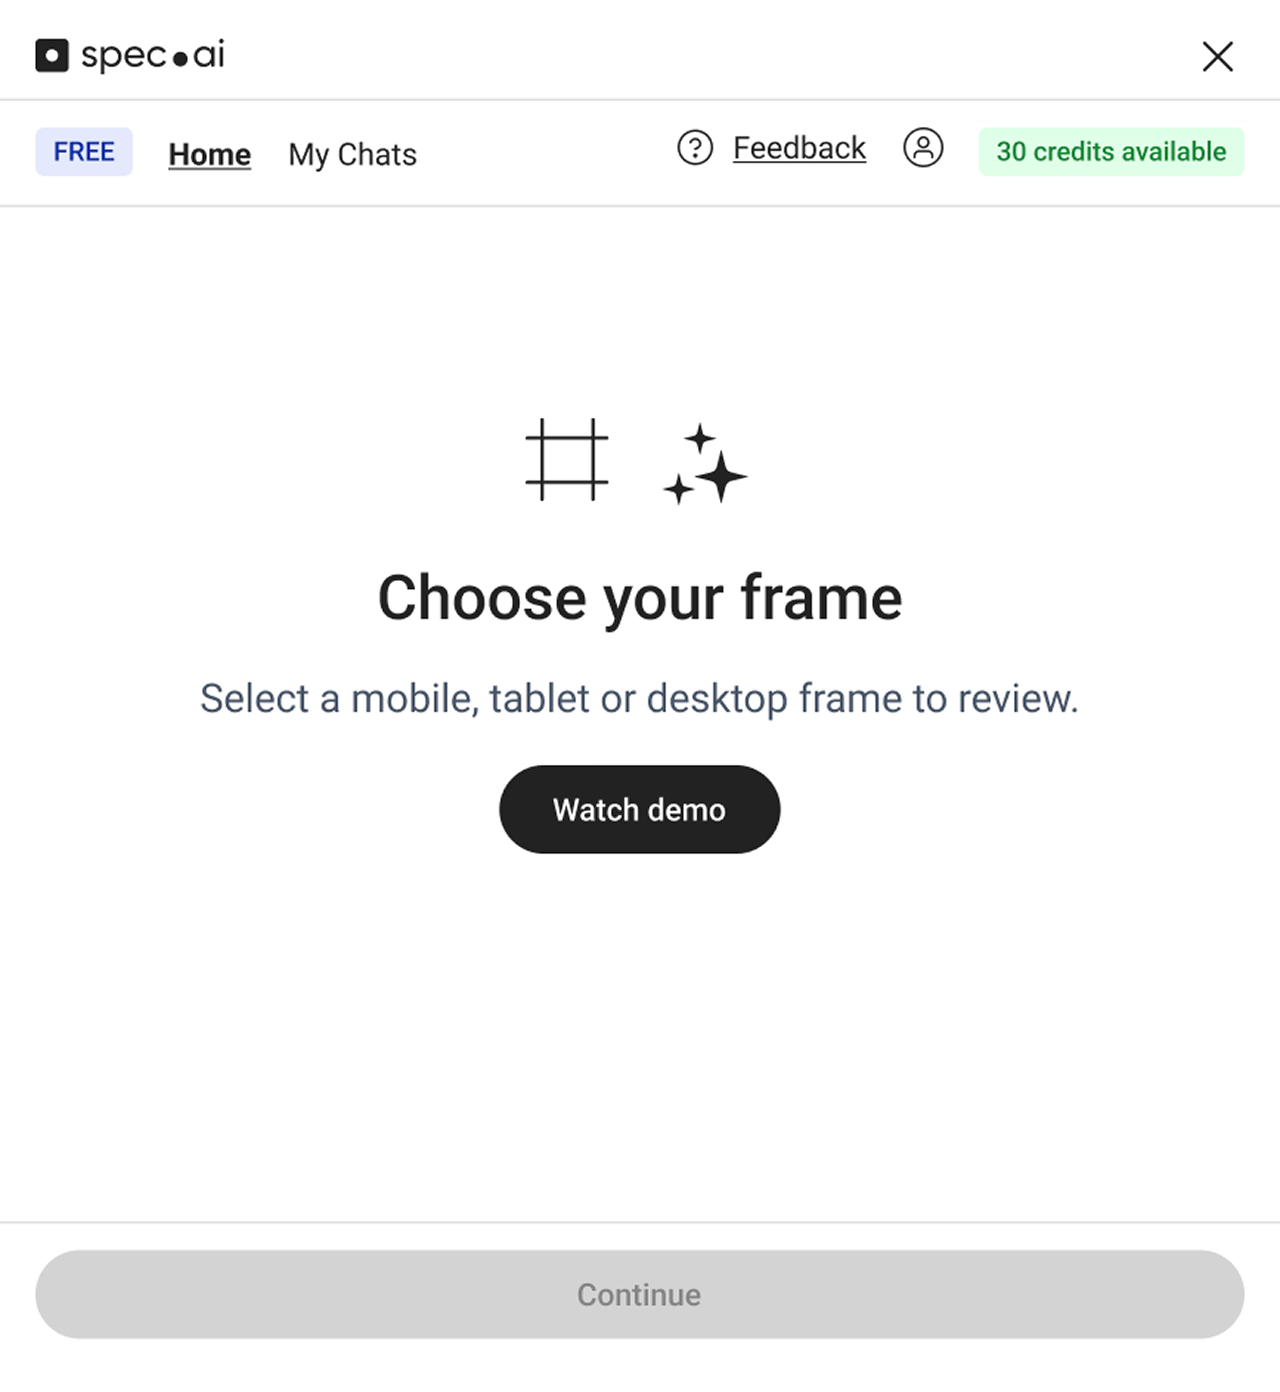 spec.ai
FREE Home My Chats Feedback 30 credits available
Choose your frame
Select a mobile, tablet or desktop frame to review.
Watch demo
Continue